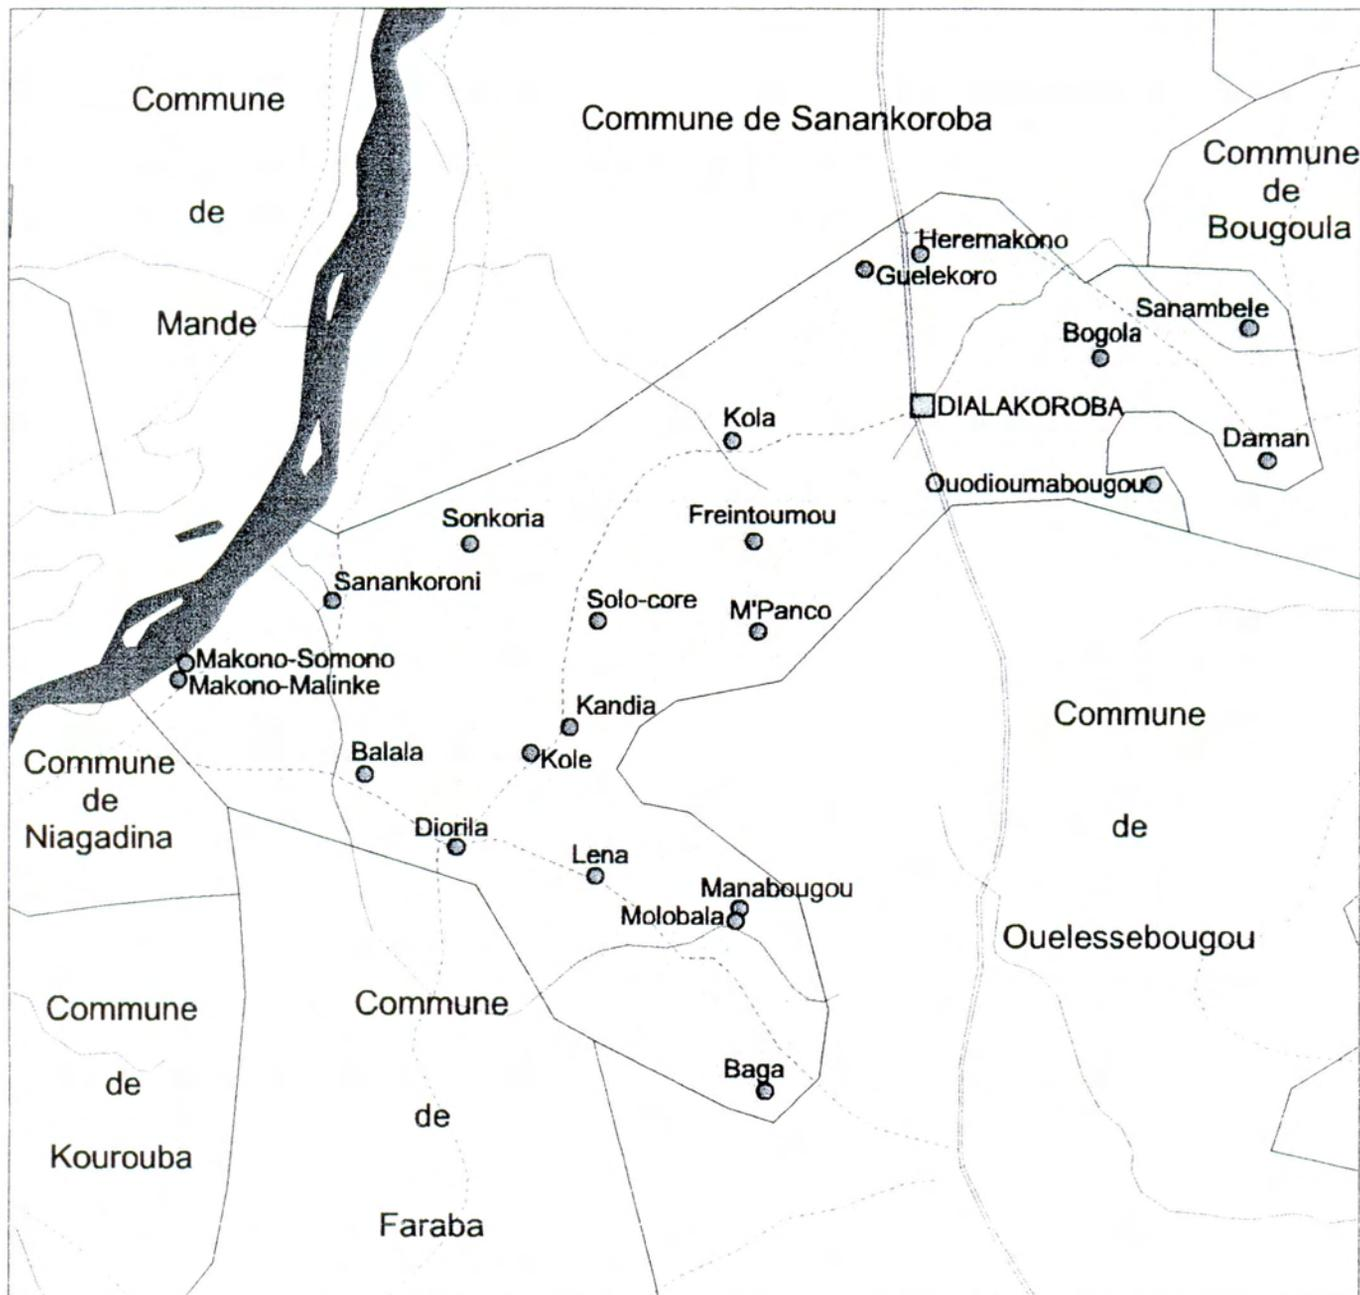 Commune
de
Mande
Commune de Sanankoroba
Commune
de
Bougoula
Heremakono
Guelekoro
Sanambele
Bogola
DIALAKOROBA
Kola
Daman
Ouodioumabougou
Sonkoria
Freintoumou
Sanankoroni
Solo-core
M'Panco
Makono-Somono
Makono-Malinke
Kandia
Kole
Balala
Commune
de
Niagadina
Diorila
Lena
Manabougou
Molobala
Commune
de
Ouelessebougou
Commune
de
Kourouba
Commune
de
Faraba
Baga